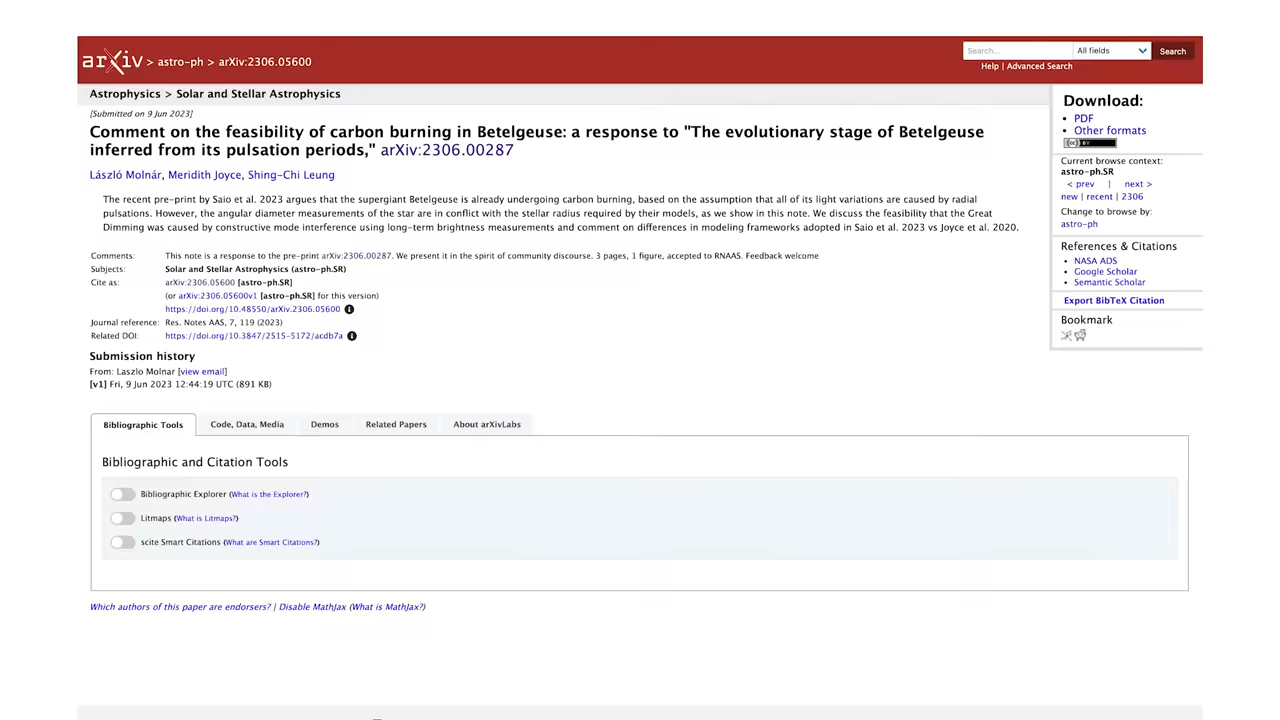 arXiv > astro-ph > arXiv:2306.05600
Search...
All fields
Search
Help | Advanced Search
Astrophysics > Solar and Stellar Astrophysics
[Submitted on 9 Jun 2023]
Comment on the feasibility of carbon burning in Betelgeuse: a response to "The evolutionary stage of Betelgeuse
inferred from its pulsation periods," arXiv:2306.00287
László Molnár, Meridith Joyce, Shing-Chi Leung
The recent pre-print by Saio et al. 2023 argues that the supergiant Betelgeuse is already undergoing carbon burning, based on the assumption that all of its light variations are caused by radial
pulsations. However, the angular diameter measurements of the star are in conflict with the stellar radius required by their models, as we show in this note. We discuss the feasibility that the Great
Dimming was caused by constructive mode interference using long-term brightness measurements and comment on differences in modeling frameworks adopted in Saio et al. 2023 vs Joyce et al. 2020.
Comments: This note is a response to the pre-print arXiv:2306.00287. We present it in the spirit of community discourse. 3 pages, 1 figure, accepted to RNAAS. Feedback welcome
Subjects: Solar and Stellar Astrophysics (astro-ph.SR)
Cite as: arXiv:2306.05600 [astro-ph.SR]
(or arXiv:2306.05600v1 [astro-ph.SR] for this version)
https://doi.org/10.48550/arXiv.2306.05600
Journal reference: Res. Notes AAS, 7, 119 (2023)
Related DOI: https://doi.org/10.3847/2515-5172/acdb7a
Submission history
From: Laszlo Molnar [view email]
[v1] Fri, 9 Jun 2023 12:44:19 UTC (891 KB)
Download:
PDF
Other formats
(cc) BY
Current browse context:
astro-ph.SR
< prev | next >
new | recent | 2306
Change to browse by:
astro-ph
References & Citations
NASA ADS
Google Scholar
Semantic Scholar
Export BibTeX Citation
Bookmark
Bibliographic Tools
Code, Data, Media
Demos
Related Papers
About arXivLabs
Bibliographic and Citation Tools
Bibliographic Explorer (What is the Explorer?)
Litmaps (What is Litmaps?)
scite Smart Citations (What are Smart Citations?)
Which authors of this paper are endorsers? | Disable MathJax (What is MathJax?)